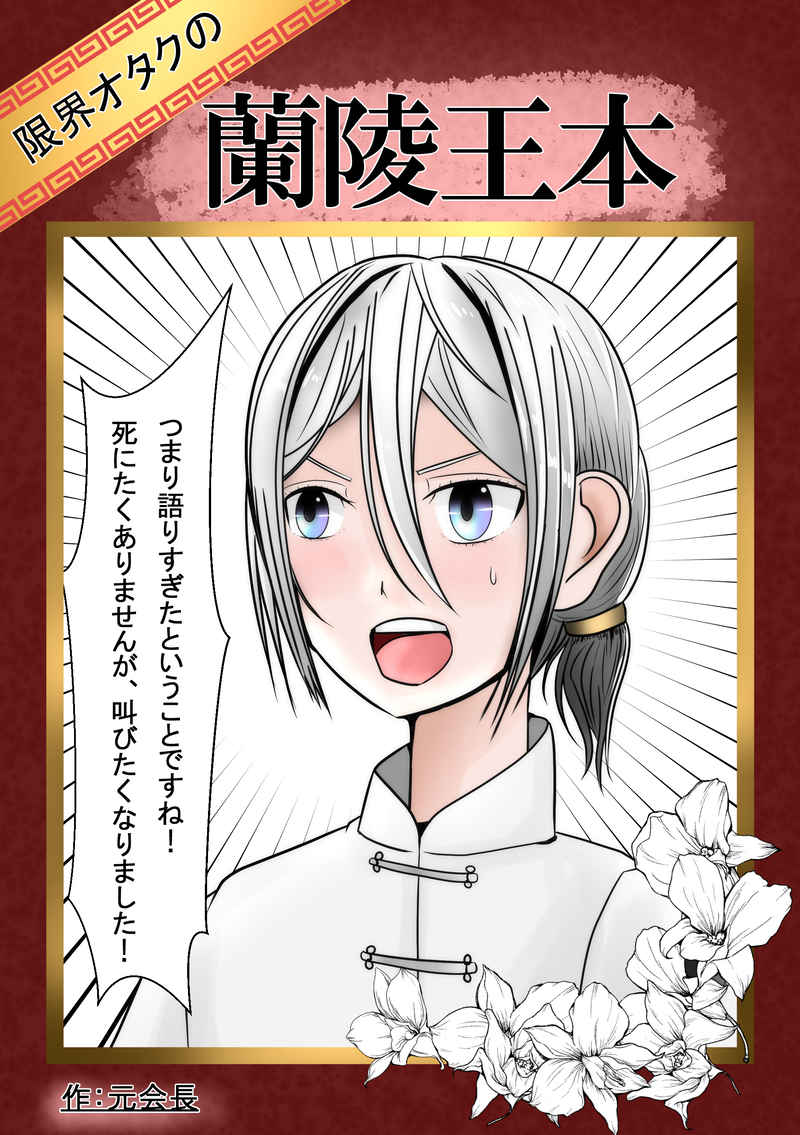 限界オタクの
蘭陵王本
つまり語りすぎたということですね！
死にたくありませんが、叫びたくなりました！
作：元会長